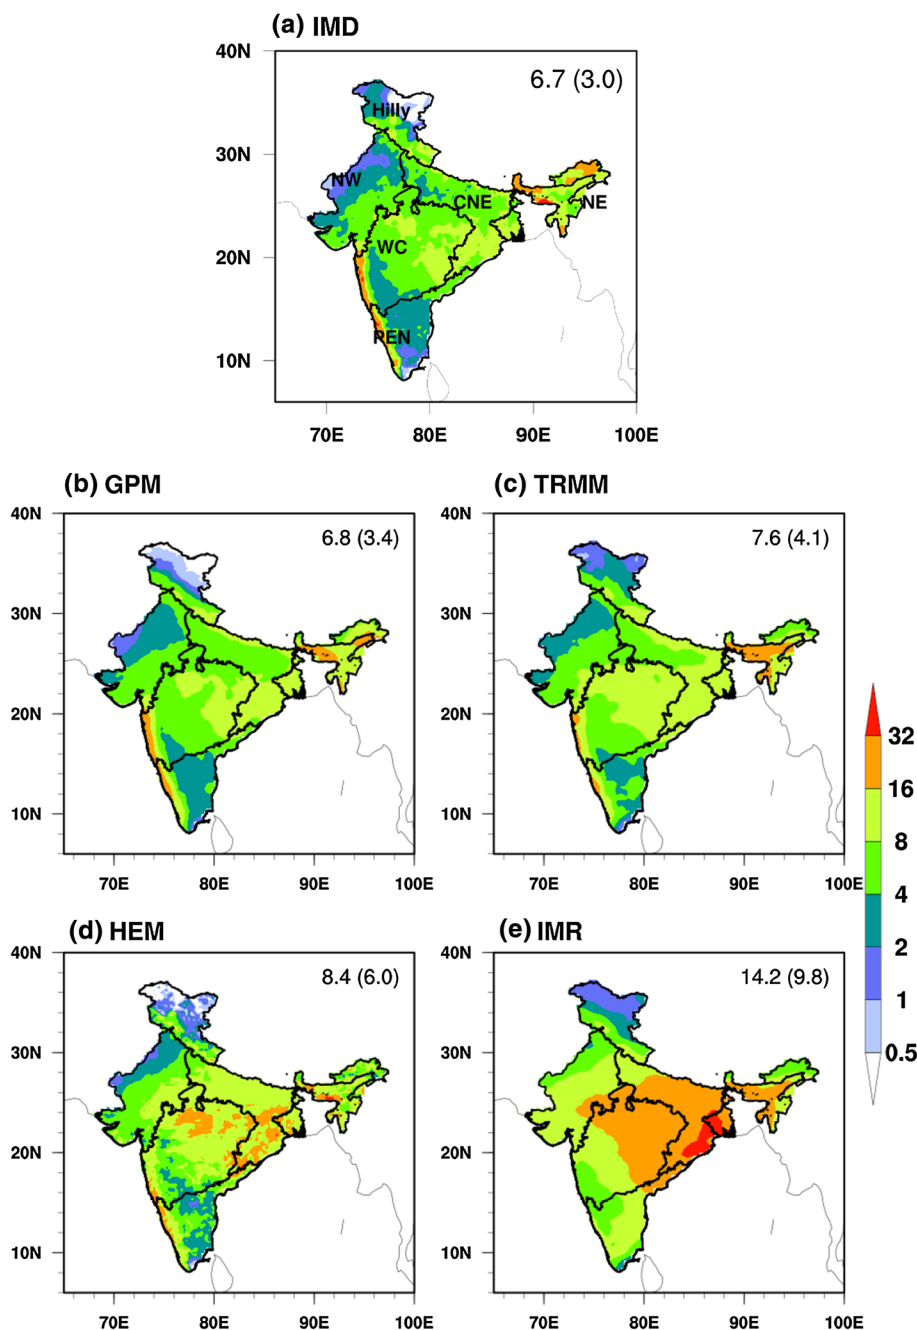 (a) IMD
40N
6.7 (3.0)
Hilly
30N
NW
CNE
NE
WC
20N
PEN
10N
70E 80E 90E 100E
(b) GPM
(c) TRMM
40N
6.8 (3.4)
40N
7.6 (4.1)
30N
30N
20N
20N
10N
10N
70E 80E 90E 100E
70E 80E 90E 100E
32
16
8
4
2
1
0.5
(d) HEM
(e) IMR
40N
8.4 (6.0)
40N
14.2 (9.8)
30N
30N
20N
20N
10N
10N
70E 80E 90E 100E
70E 80E 90E 100E